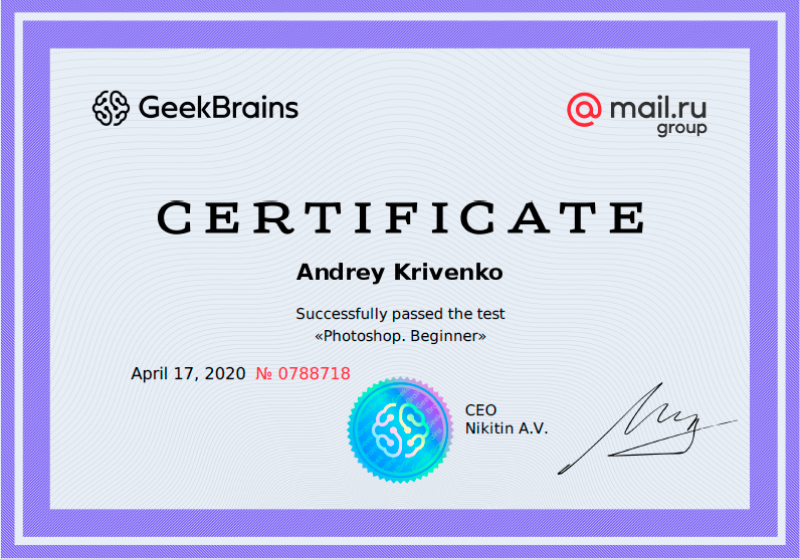 GeekBrains
@mail.ru
group
CERTIFICATE
Andrey Krivenko
Successfully passed the test
«Photoshop. Beginner»
April 17, 2020 № 0788718
CEO
Nikitin A.V.